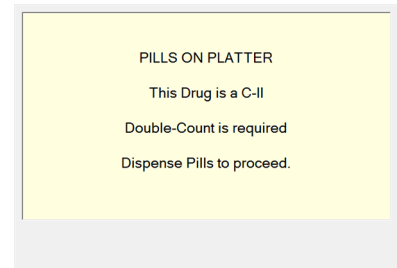 PILLS ON PLATTER
This Drug is a C-II
Double-Count is required
Dispense Pills to proceed.